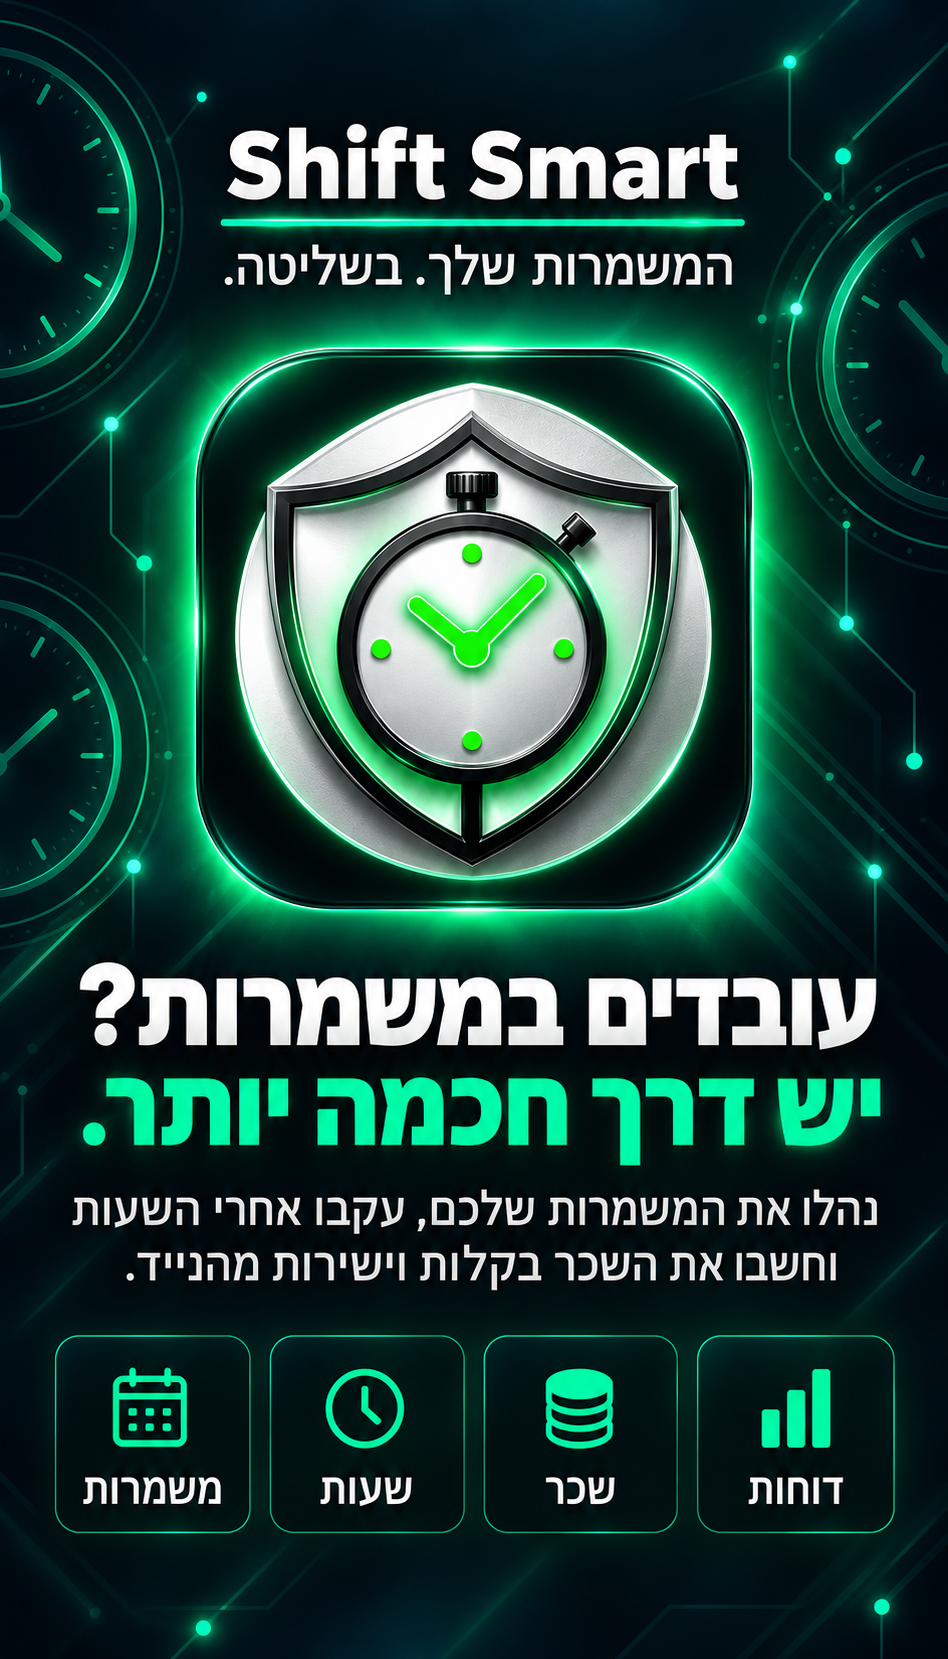 Shift Smart
המשמרות שלך. בשליטה.
עובדים במשמרות?
יש דרך חכמה יותר.
נהלו את המשמרות שלכם, עקבו אחרי השעות
וחשבו את השכר בקלות וישירות מהנייד.
דוחות
שכר
שעות
משמרות